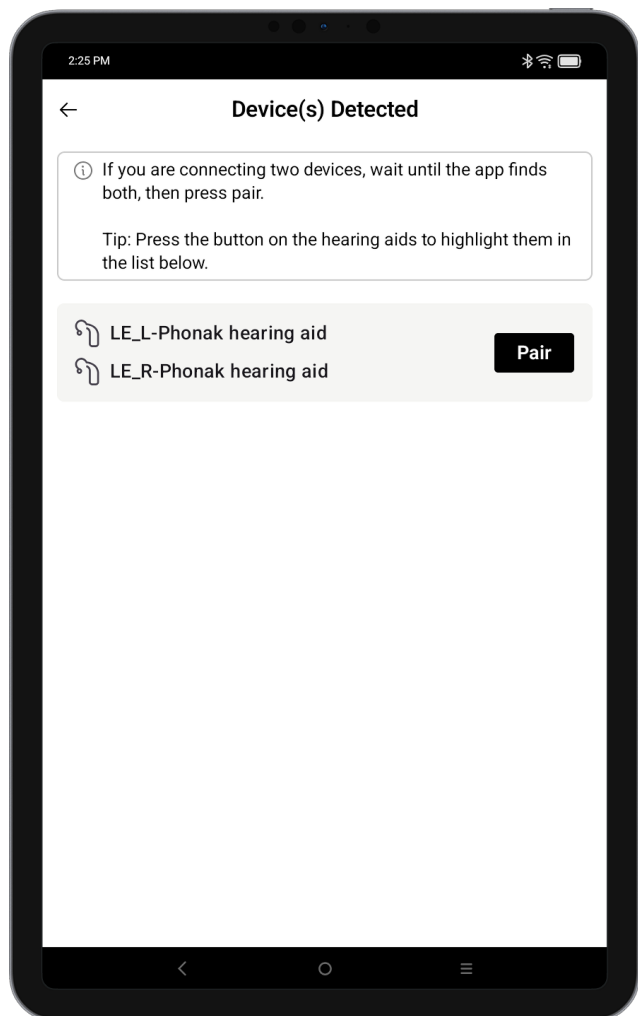 2:25 PM
Device(s) Detected
If you are connecting two devices, wait until the app finds
both, then press pair.
Tip: Press the button on the hearing aids to highlight them in
the list below.
LE_L-Phonak hearing aid
LE_R-Phonak hearing aid
Pair